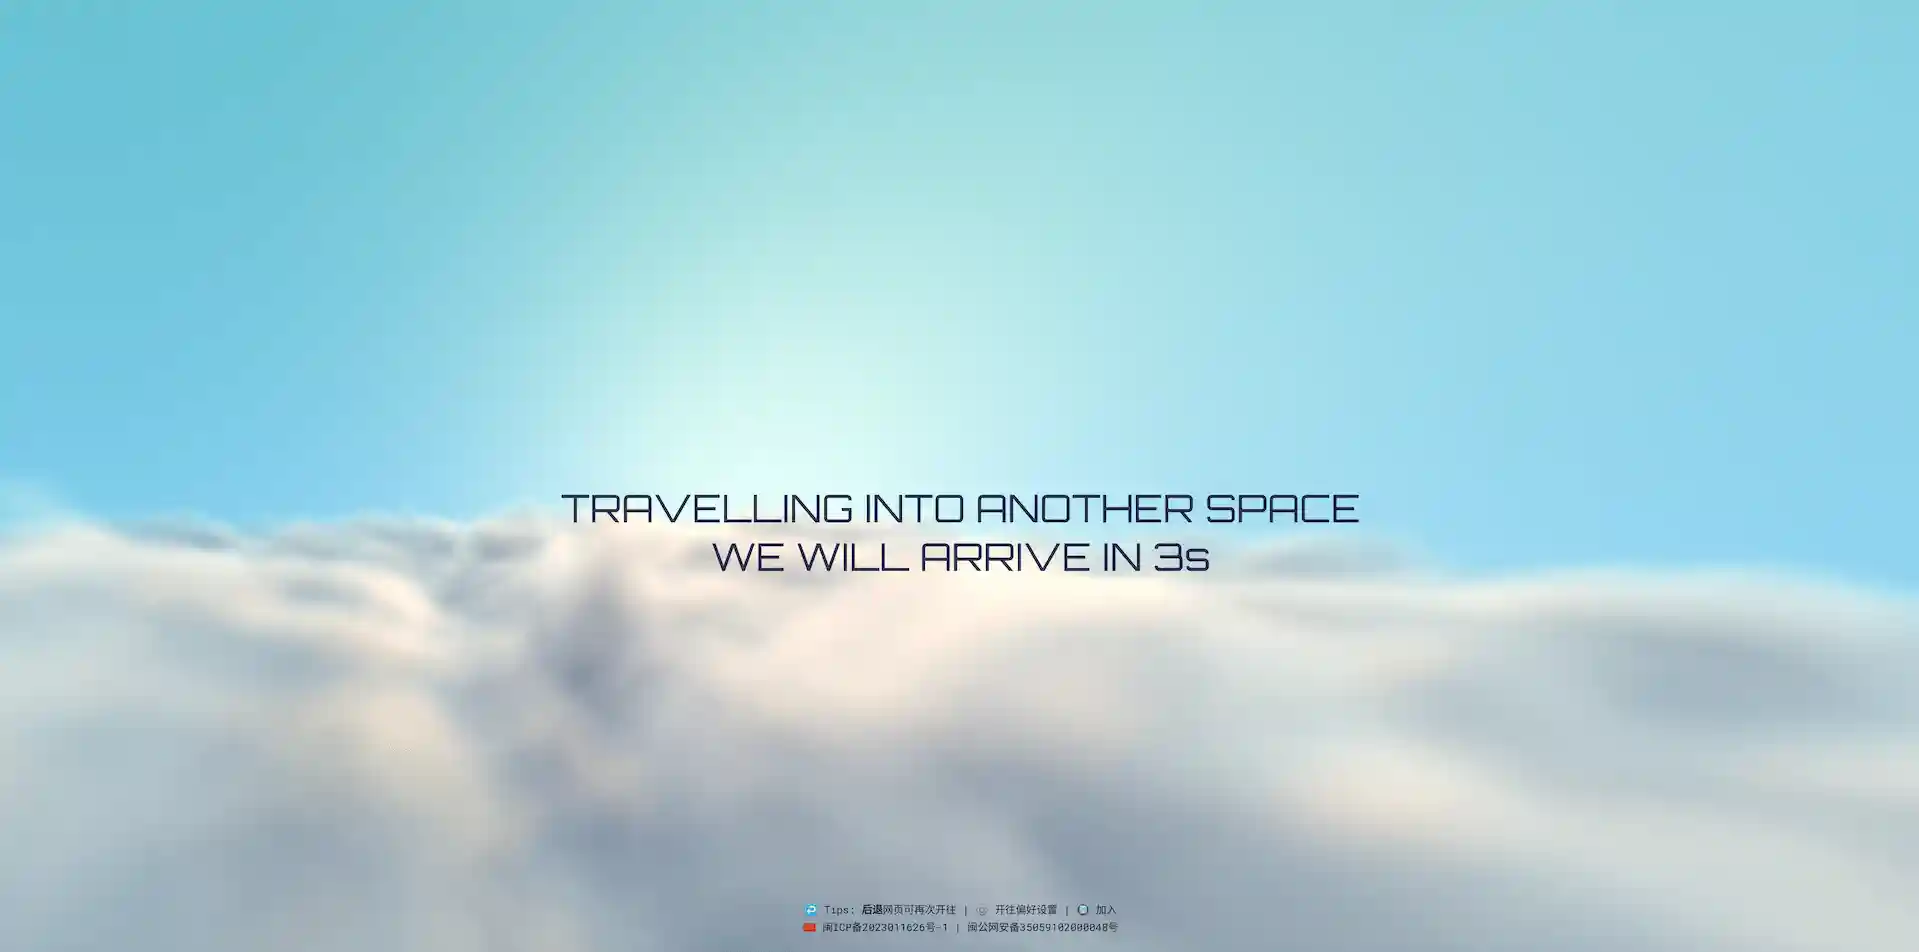 TRAVELLING INTO ANOTHER SPACE
WE WILL ARRIVE IN 3s
Tips: 后退网页可再次开往 | 开往偏好设置 | 加入
闽ICP备2023011626号-1 | 闽公网安备35059102000048号